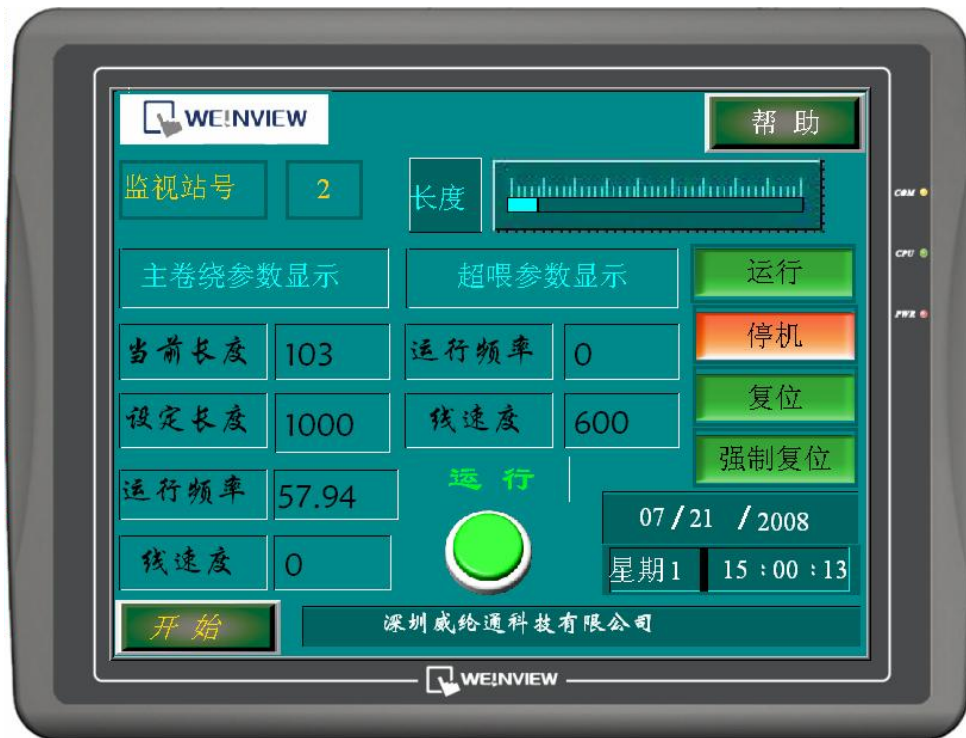 WEINVIEW
帮 助
监视站号 2 长度
主卷绕参数显示 超喂参数显示 运行
当前长度 103 运行频率 0 停机
设定长度 1000 线速度 600 复位
强制复位
运行频率 57.94 运 行
07 / 21 / 2008
线速度 0 星期1 15 : 00 : 13
开 始 深圳威纶通科技有限公司
WEINVIEW
COM
CPU
PWR